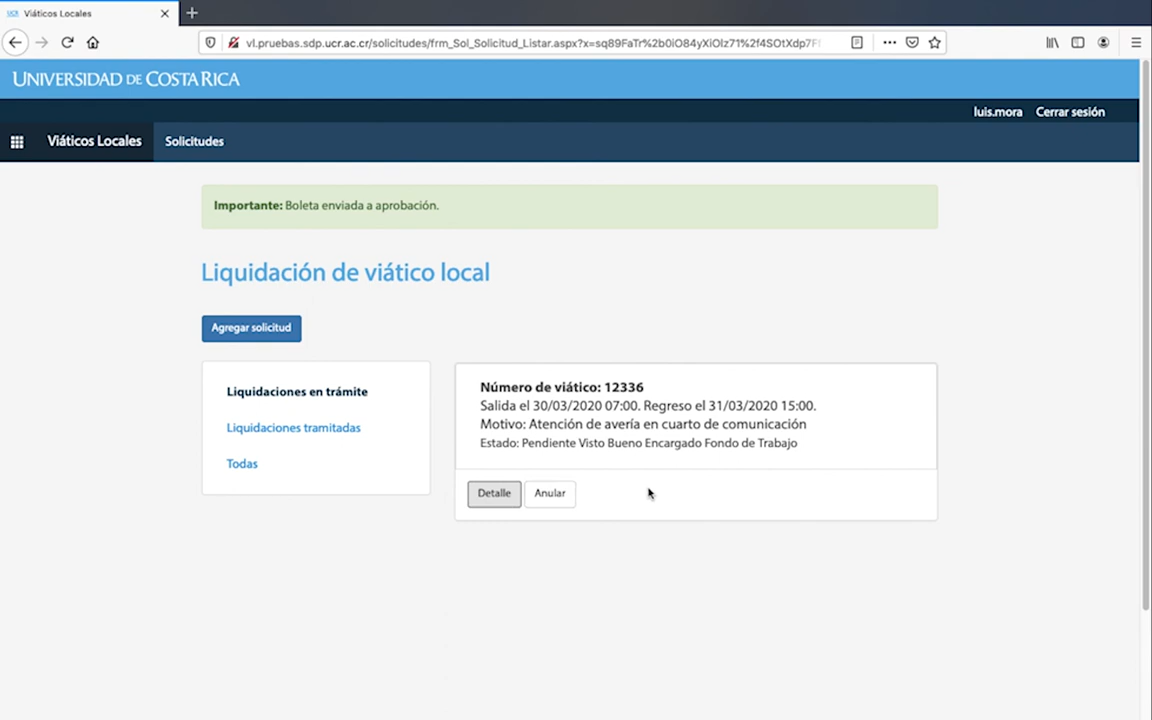 UCR Viáticos Locales
vl.pruebas.sdp.ucr.ac.cr/solicitudes/frm_Sol_Solicitud_Listar.aspx?x=sq89FaTr%2b0iO84yXiOlz71%2f4SOtXdp7F
UNIVERSIDAD DE COSTA RICA
luis.mora Cerrar sesión
Viáticos Locales Solicitudes
Importante: Boleta enviada a aprobación.
Liquidación de viático local
Agregar solicitud
Liquidaciones en trámite
Liquidaciones tramitadas
Todas
Número de viático: 12336
Salida el 30/03/2020 07:00. Regreso el 31/03/2020 15:00.
Motivo: Atención de avería en cuarto de comunicación
Estado: Pendiente Visto Bueno Encargado Fondo de Trabajo
Detalle Anular